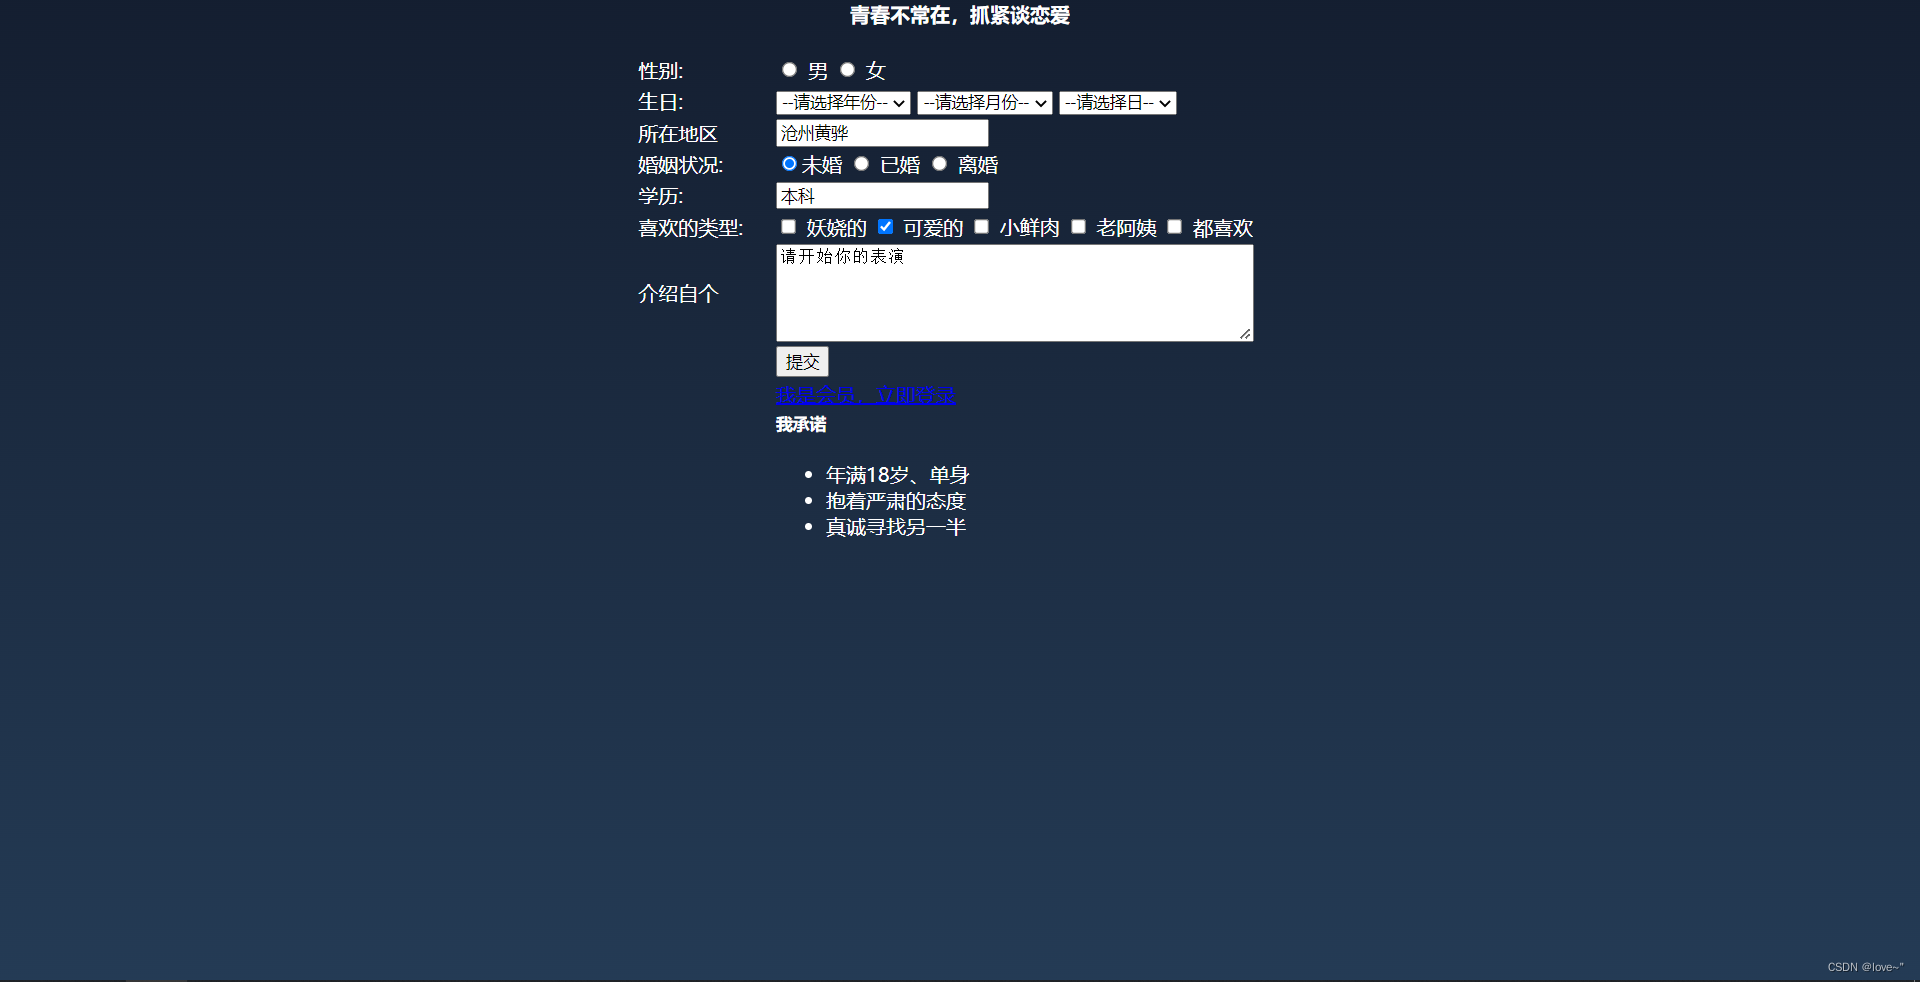 青春不常在，抓紧谈恋爱
性别: 男 女
生日: --请选择年份-- --请选择月份-- --请选择日--
所在地区 沧州黄骅
婚姻状况: 未婚 已婚 离婚
学历: 本科
喜欢的类型: 妖娆的 可爱的 小鲜肉 老阿姨 都喜欢
请开始你的表演
介绍自个
提交
我是会员，立即登录
我承诺
年满18岁、单身
抱着严肃的态度
真诚寻找另一半
CSDN @love~"